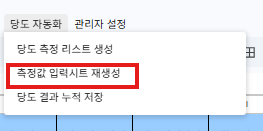 당도 자동화 관리자 설정
당도 측정 리스트 생성
측정값 입력시트 재생성
당도 결과 누적 저장